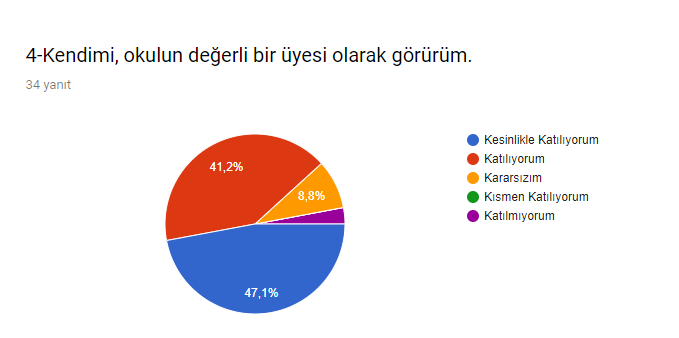 4-Kendimi, okulun değerli bir üyesi olarak görürüm.
34 yanıt
41,2%
8,8%
47,1%
Kesinlikle Katılıyorum
Katılıyorum
Kararsızım
Kısmen Katılıyorum
Katılmıyorum